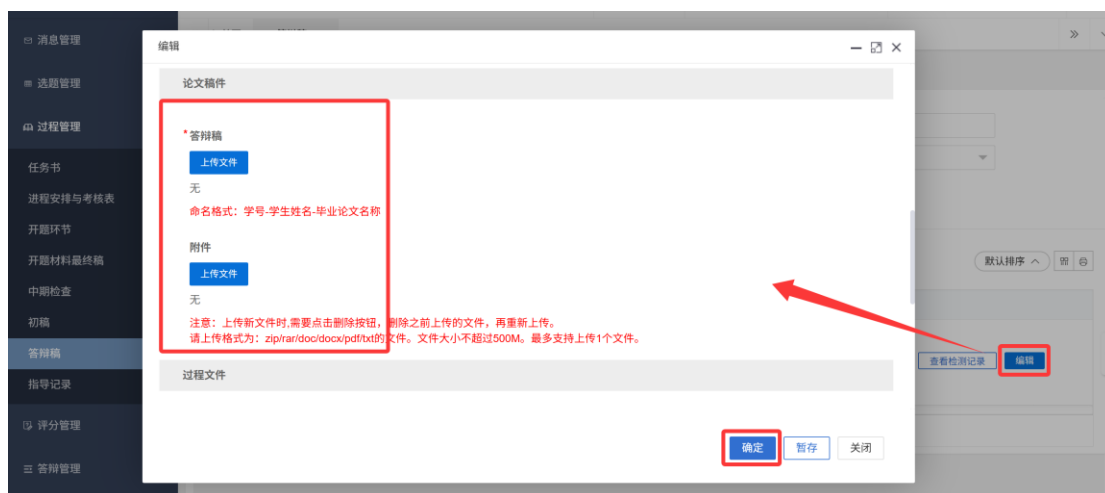 消息管理
选题管理
过程管理
任务书
进程安排与考核表
开题环节
开题材料最终稿
中期检查
初稿
答辩稿
指导记录
评分管理
答辩管理
编辑
论文稿件
*答辩稿
上传文件
无
命名格式：学号-学生姓名-毕业论文名称
附件
上传文件
无
注意：上传新文件时,需要点击删除按钮，删除之前上传的文件，再重新上传。
请上传格式为：zip/rar/doc/docx/pdf/txt的文件。文件大小不超过500M。最多支持上传1个文件。
过程文件
确定 暂存 关闭
默认排序
查看检测记录 编辑